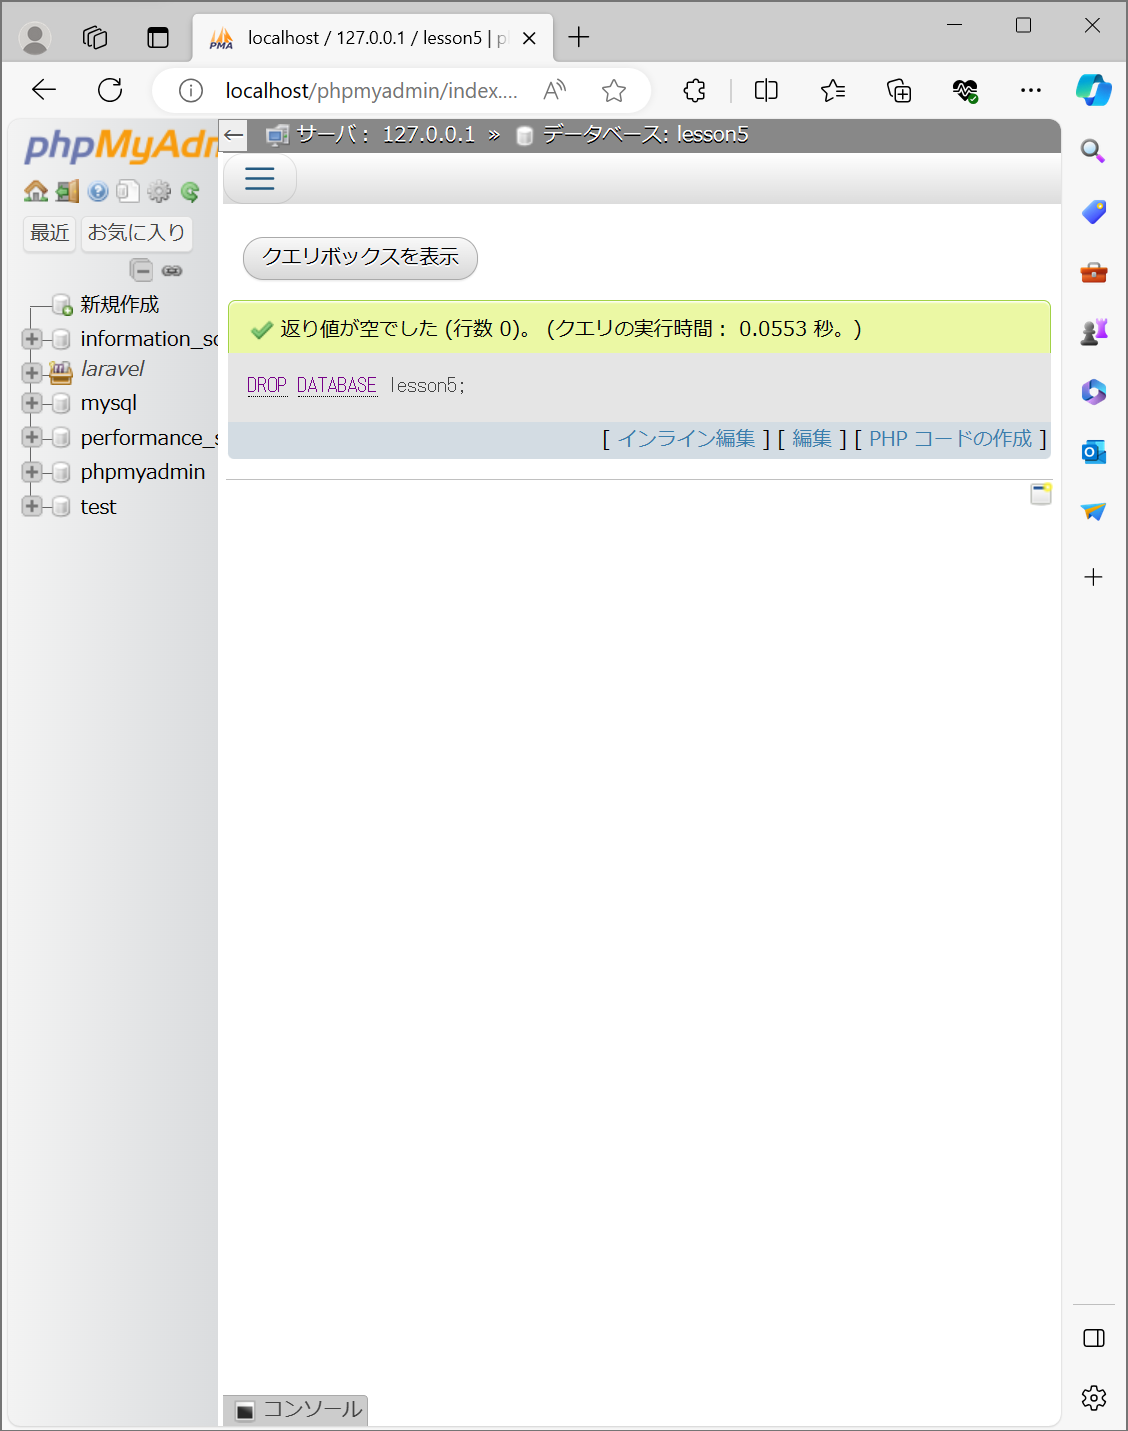 localhost / 127.0.0.1 / lesson5 | p
localhost/phpmyadmin/index....
phpMyAdm
サーバ： 127.0.0.1 » データベース: lesson5
最近 お気に入り
クエリボックスを表示
新規作成
information_sc
laravel
mysql
performance_s
phpmyadmin
test
返り値が空でした (行数 0)。 (クエリの実行時間： 0.0553 秒。)
DROP DATABASE lesson5;
[ インライン編集 ] [ 編集 ] [ PHP コードの作成 ]
コンソール